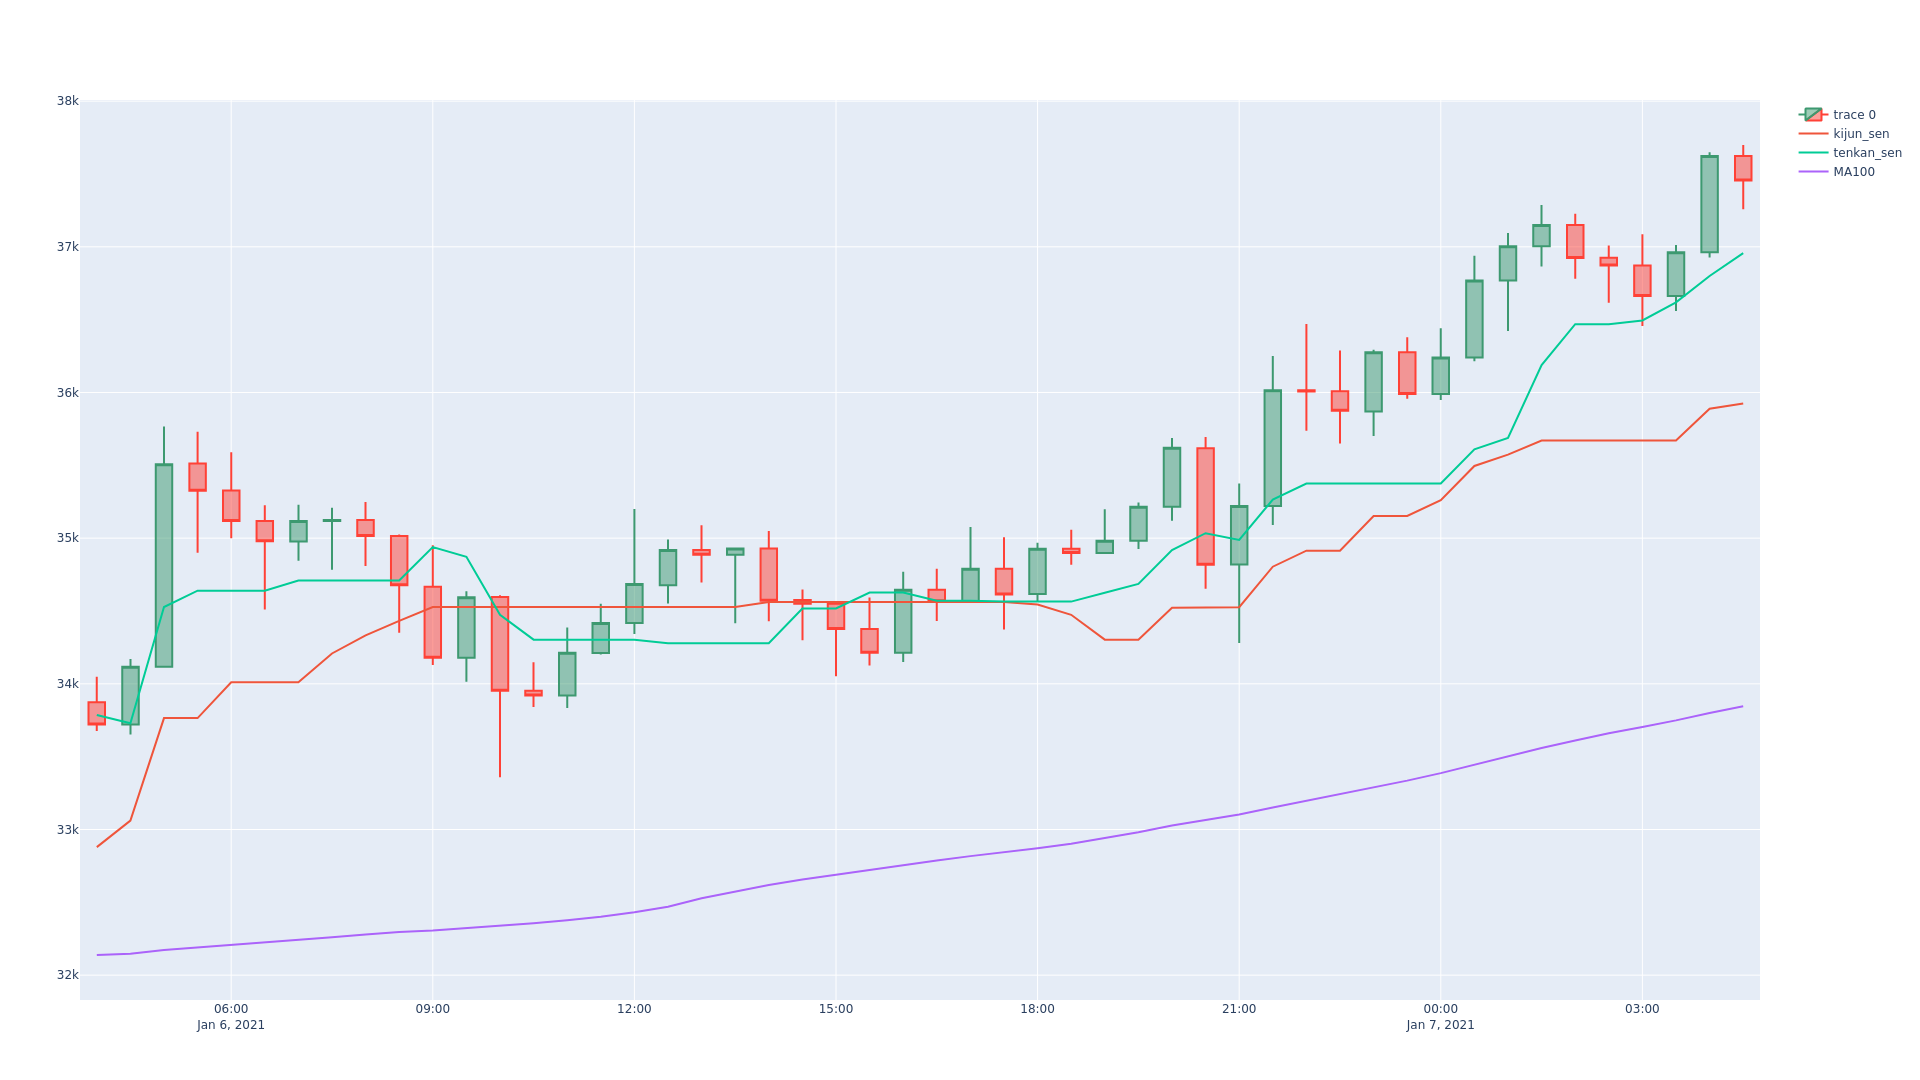 38k
37k
36k
35k
34k
33k
32k
06:00
Jan 6, 2021
09:00
12:00
15:00
18:00
21:00
00:00
Jan 7, 2021
03:00
trace 0
kijun_sen
tenkan_sen
MA100